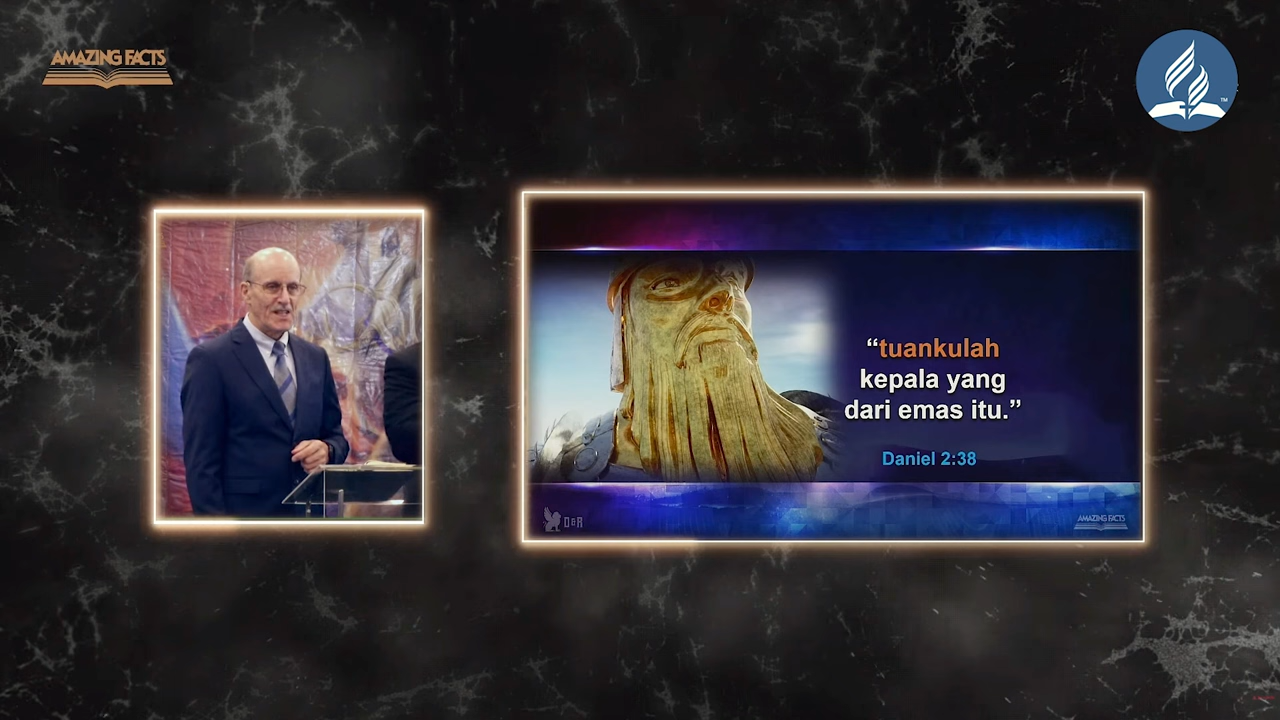 AMAZING FACTS
“tuankulah
kepala yang
dari emas itu.”
Daniel 2:38
D&R
AMAZING FACTS